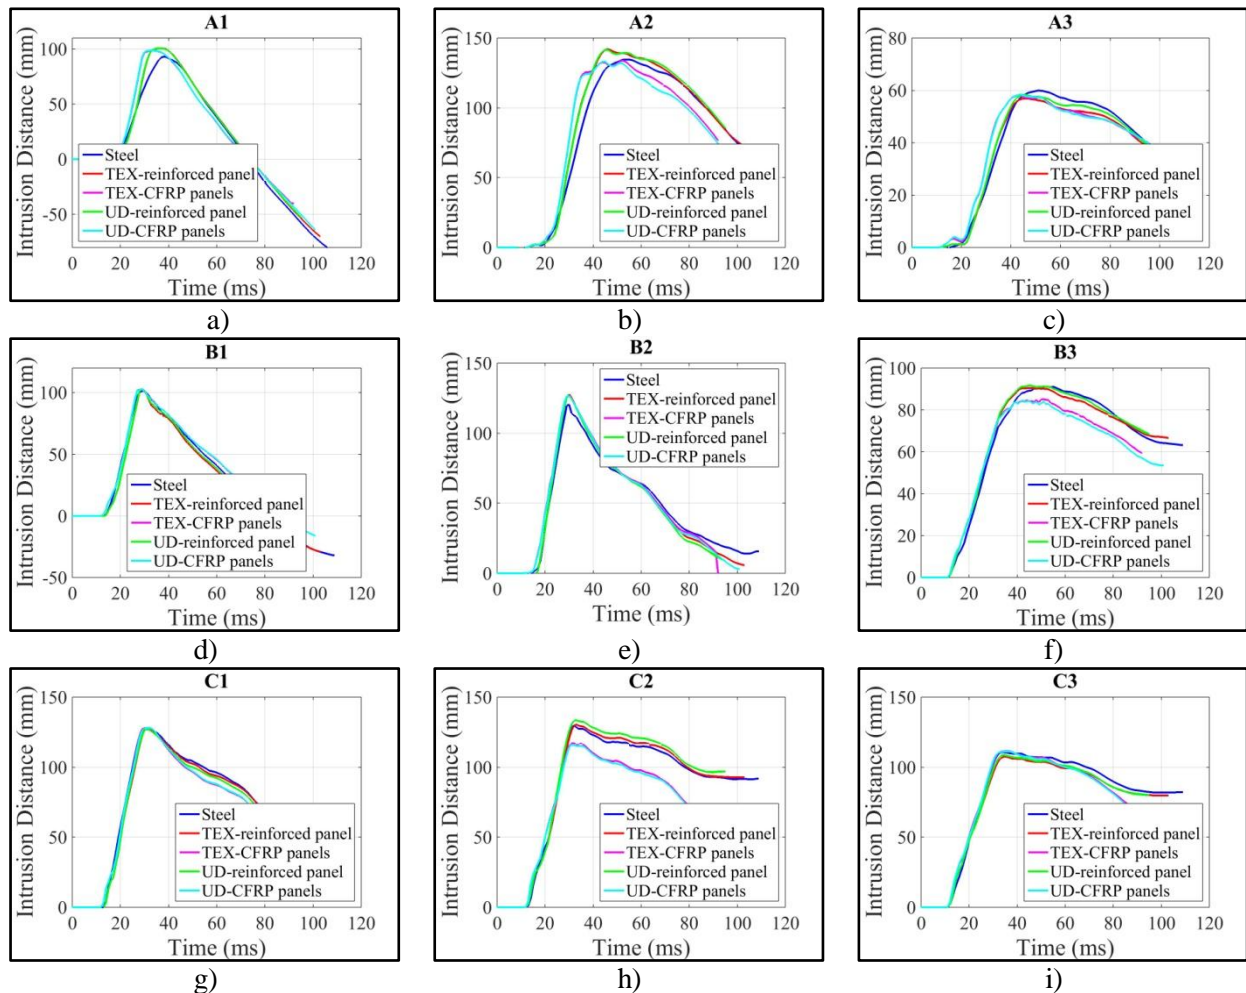 A1
Intrusion Distance (mm)
100
50
0
-50
Steel
TEX-reinforced panel
TEX-CFRP panels
UD-reinforced panel
UD-CFRP panels
0 20 40 60 80 100 120
Time (ms)
a)
A2
Intrusion Distance (mm)
150
100
50
0
Steel
TEX-reinforced panel
TEX-CFRP panels
UD-reinforced panel
UD-CFRP panels
0 20 40 60 80 100 120
Time (ms)
b)
A3
Intrusion Distance (mm)
80
60
40
20
0
Steel
TEX-reinforced panel
TEX-CFRP panels
UD-reinforced panel
UD-CFRP panels
0 20 40 60 80 100 120
Time (ms)
c)
B1
Intrusion Distance (mm)
100
50
0
-50
Steel
TEX-reinforced panel
TEX-CFRP panels
UD-reinforced panel
UD-CFRP panels
0 20 40 60 80 100 120
Time (ms)
d)
B2
Intrusion Distance (mm)
150
100
50
0
Steel
TEX-reinforced panel
TEX-CFRP panels
UD-reinforced panel
UD-CFRP panels
0 20 40 60 80 100 120
Time (ms)
e)
B3
Intrusion Distance (mm)
100
80
60
40
20
0
Steel
TEX-reinforced panel
TEX-CFRP panels
UD-reinforced panel
UD-CFRP panels
0 20 40 60 80 100 120
Time (ms)
f)
C1
Intrusion Distance (mm)
150
100
50
0
Steel
TEX-reinforced panel
TEX-CFRP panels
UD-reinforced panel
UD-CFRP panels
0 20 40 60 80 100 120
Time (ms)
g)
C2
Intrusion Distance (mm)
150
100
50
0
Steel
TEX-reinforced panel
TEX-CFRP panels
UD-reinforced panel
UD-CFRP panels
0 20 40 60 80 100 120
Time (ms)
h)
C3
Intrusion Distance (mm)
150
100
50
0
Steel
TEX-reinforced panel
TEX-CFRP panels
UD-reinforced panel
UD-CFRP panels
0 20 40 60 80 100 120
Time (ms)
i)